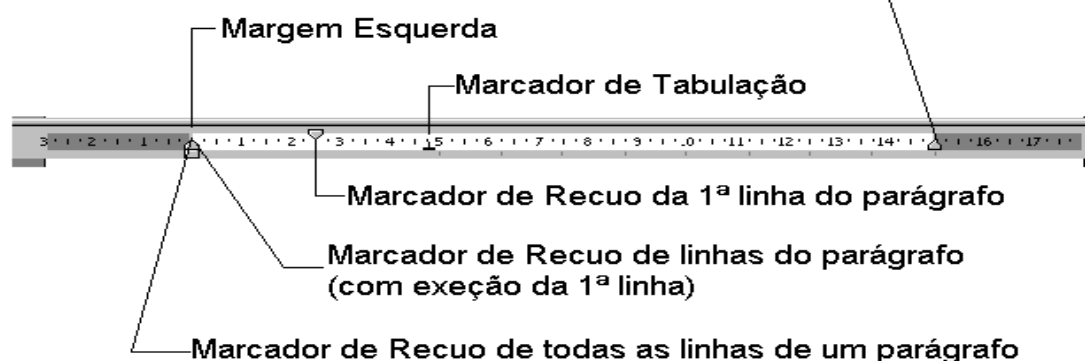 Margem Esquerda
Marcador de Tabulação
3 2 1 1 2 3 4 5 6 7 8 9 .0 11 12 13 14 16 17
Marcador de Recuo da 1ª linha do parágrafo
Marcador de Recuo de linhas do parágrafo
(com exeção da 1ª linha)
Marcador de Recuo de todas as linhas de um parágrafo